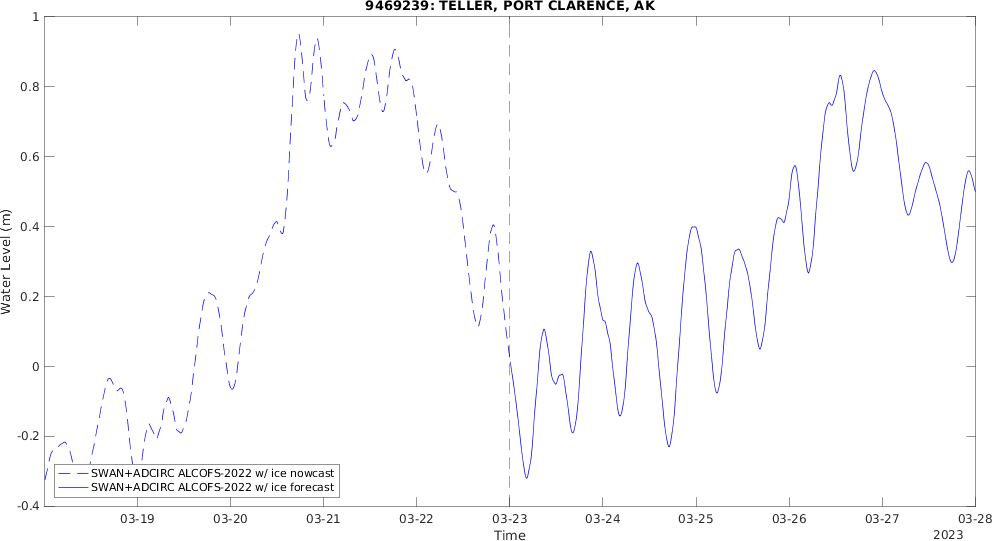 9469239: TELLER, PORT CLARENCE, AK
1
0.8
0.6
0.4
0.2
0
-0.2
-0.4
Water Level (m)
SWAN+ADCIRC ALCOFS-2022 w/ ice nowcast
SWAN+ADCIRC ALCOFS-2022 w/ ice forecast
03-19 03-20 03-21 03-22 03-23 03-24 03-25 03-26 03-27 03-28
Time
2023